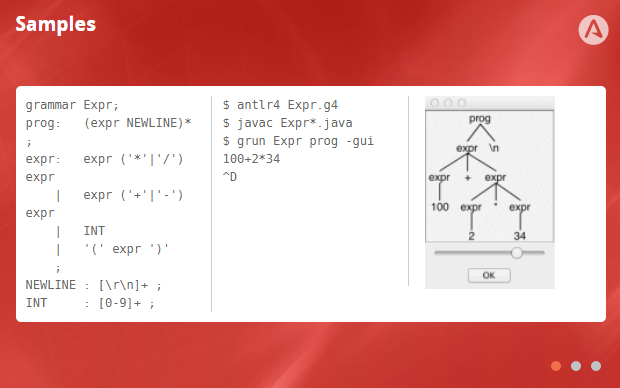 Samples
grammar Expr;
prog:   (expr NEWLINE)*
;
expr:   expr ('*'|'/')
expr
    |   expr ('+'|'-')
expr
    |   INT
    |   '(' expr ')'
    ;
NEWLINE : [\r\n]+ ;
INT     : [0-9]+ ;
$ antlr4 Expr.g4
$ javac Expr*.java
$ grun Expr prog -gui
100+2*34
^D
prog
expr \n
expr + expr
100 expr * expr
2 34
OK